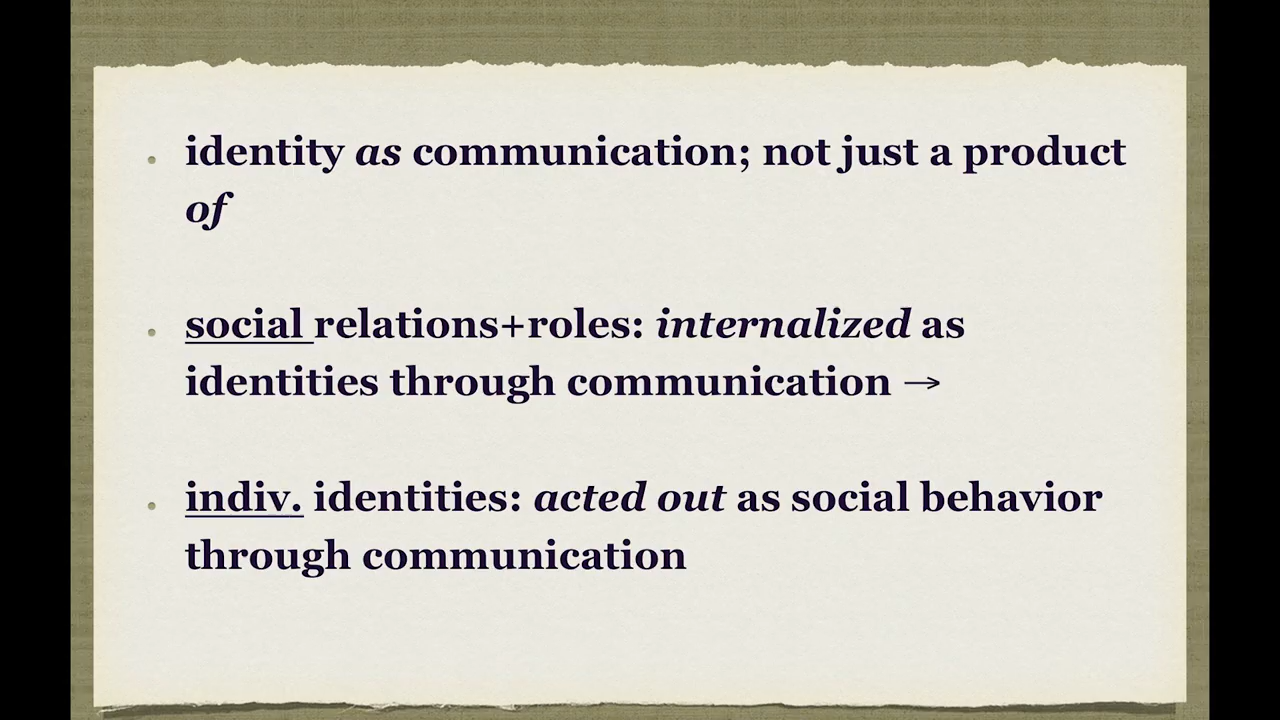 identity as communication; not just a product
of
social relations+roles: internalized as
identities through communication →
indiv. identities: acted out as social behavior
through communication